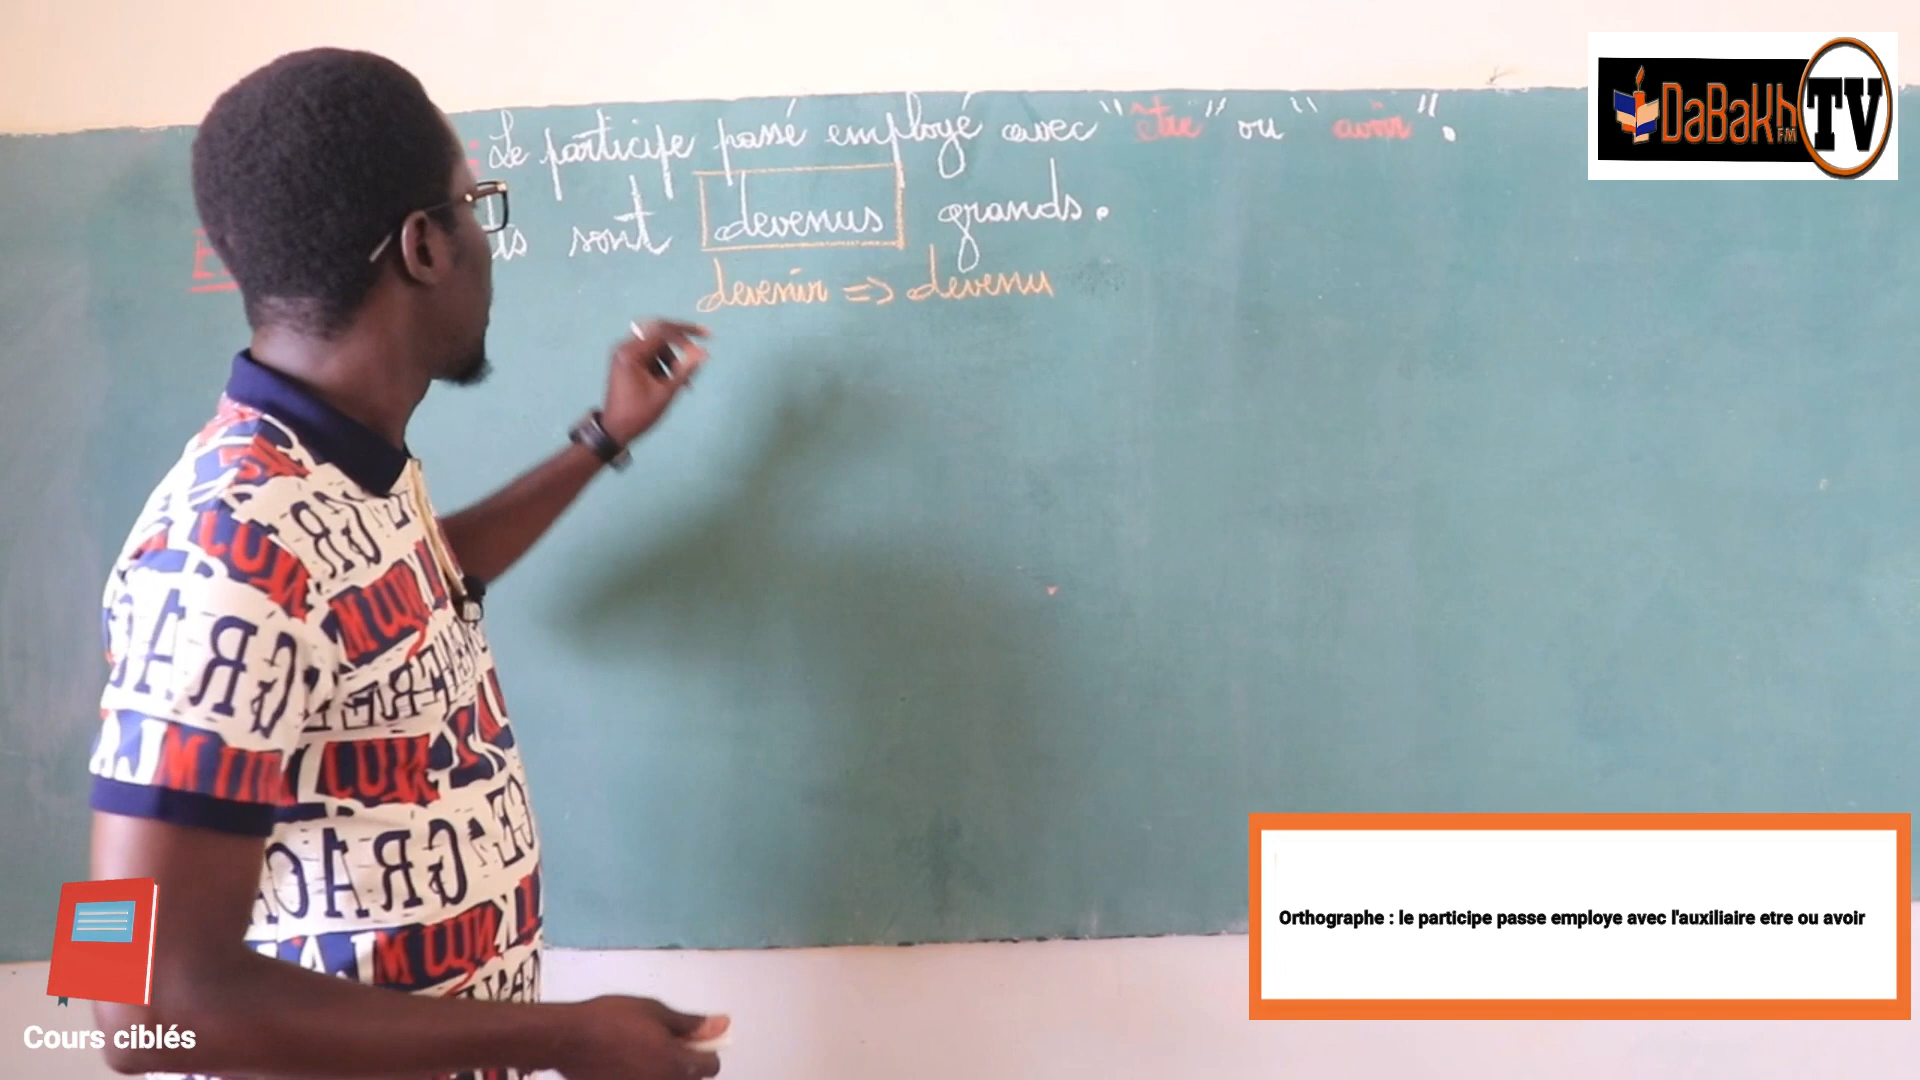 : Le participe passé employé avec "être" ou "avoir".
Ils sont devenus grands.
devenir => devenu
DaBaKh FM TV
Orthographe : le participe passe employe avec l'auxiliaire etre ou avoir
Cours ciblés